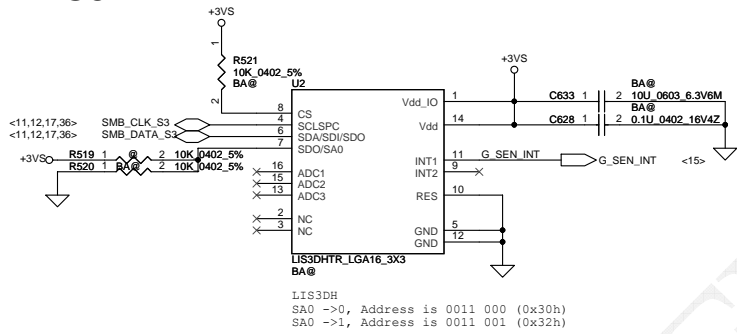 +3VS
R521
10K_0402_5%
BA@
U2
+3VS
1
2
8 CS
4 SCLSPC
6 SDA/SDI/SDO
7 SDO/SA0
16 ADC1
15 ADC2
13 ADC3
2 NC
3 NC
Vdd_IO 1
Vdd 14
INT1 11 G_SEN_INT G_SEN_INT <15>
INT2 9
RES 10
GND 5
GND 12
<11,12,17,36> SMB_CLK_S3
<11,12,17,36> SMB_DATA_S3
+3VS R519 1 @ 2 10K_0402_5%
R520 1 BA@ 2 10K_0402_5%
BA@
C633 1 2 10U_0603_6.3V6M
BA@
C628 1 2 0.1U_0402_16V4Z
LIS3DHTR_LGA16_3X3
BA@
LIS3DH
SA0 ->0, Address is 0011 000 (0x30h)
SA0 ->1, Address is 0011 001 (0x32h)